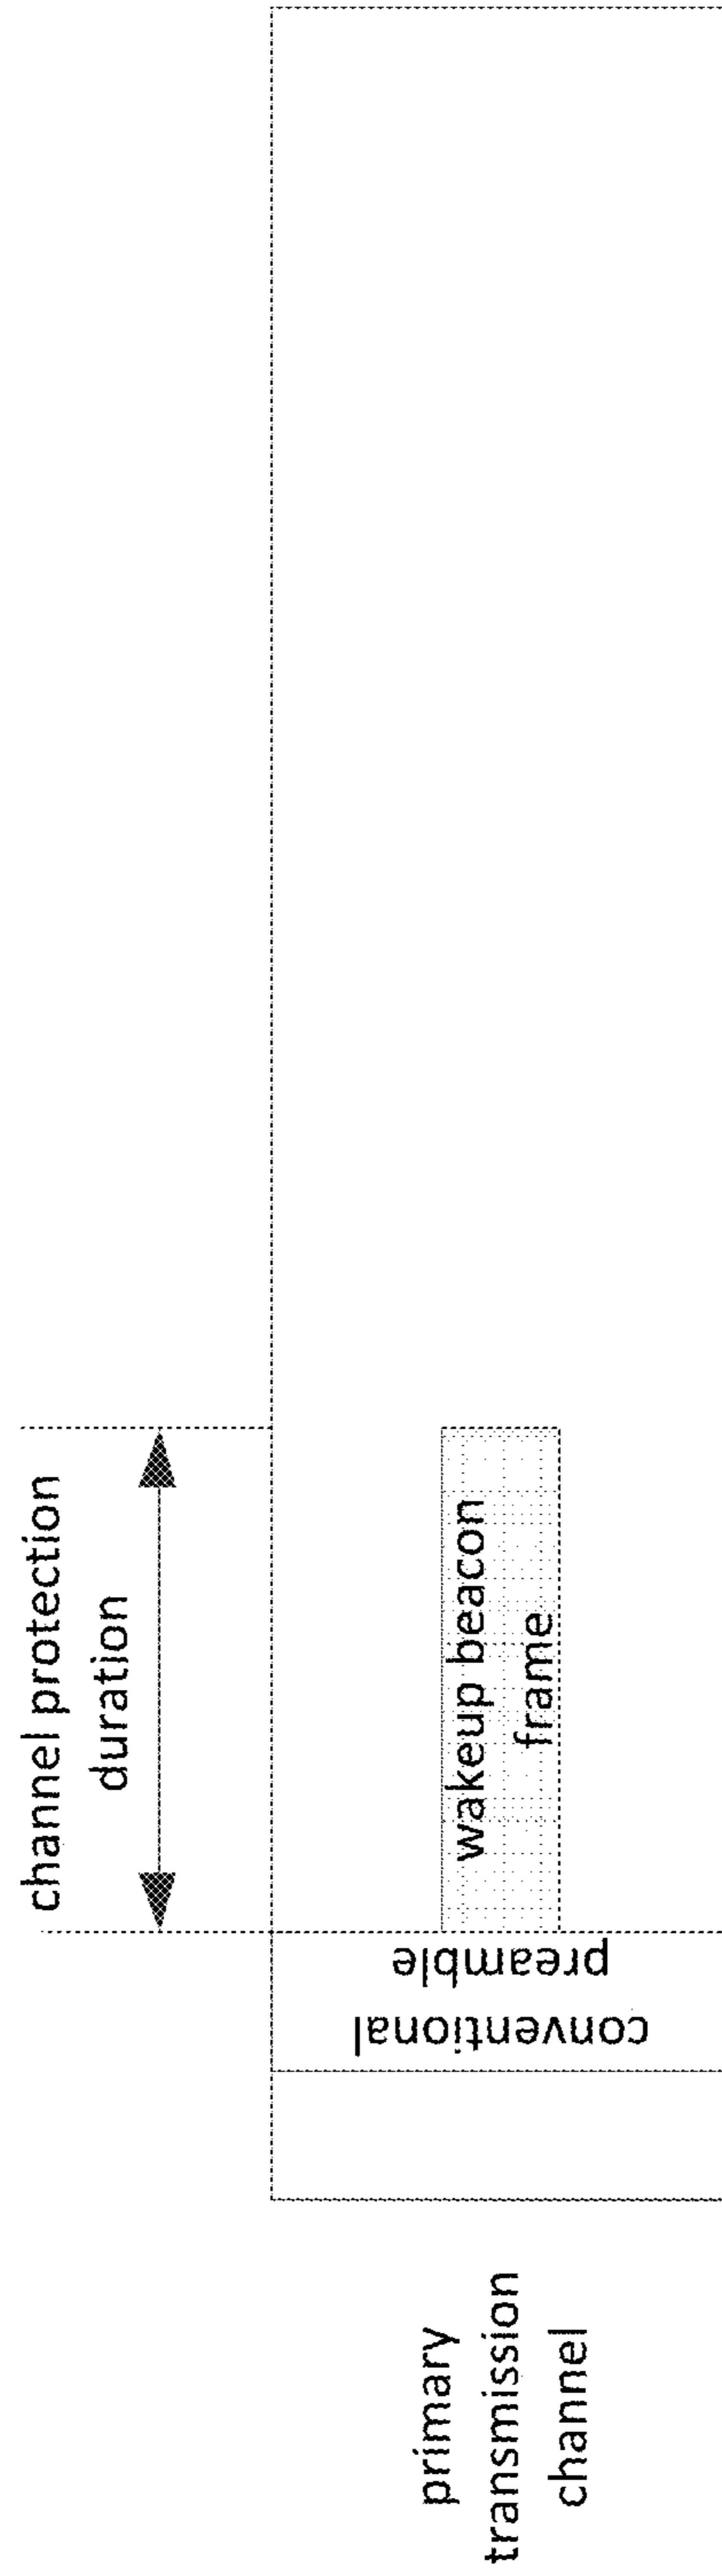 channel protection
duration
primary
transmission
channel
conventional
preamble
wakeup beacon
frame